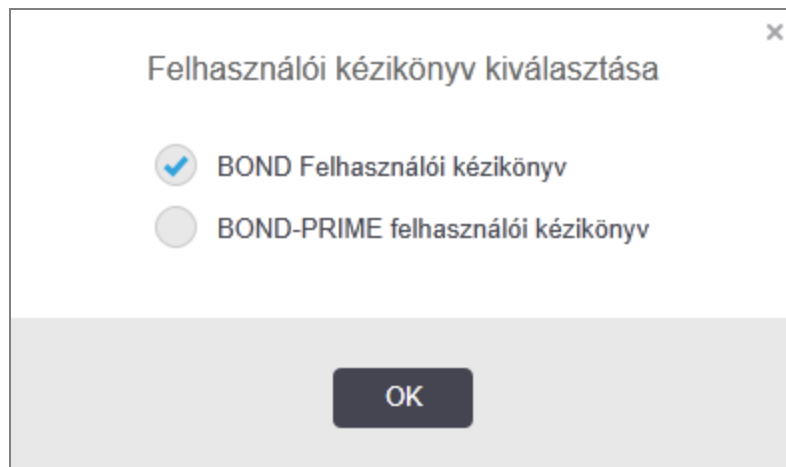 Felhasználói kézikönyv kiválasztása
BOND Felhasználói kézikönyv
BOND-PRIME felhasználói kézikönyv
OK